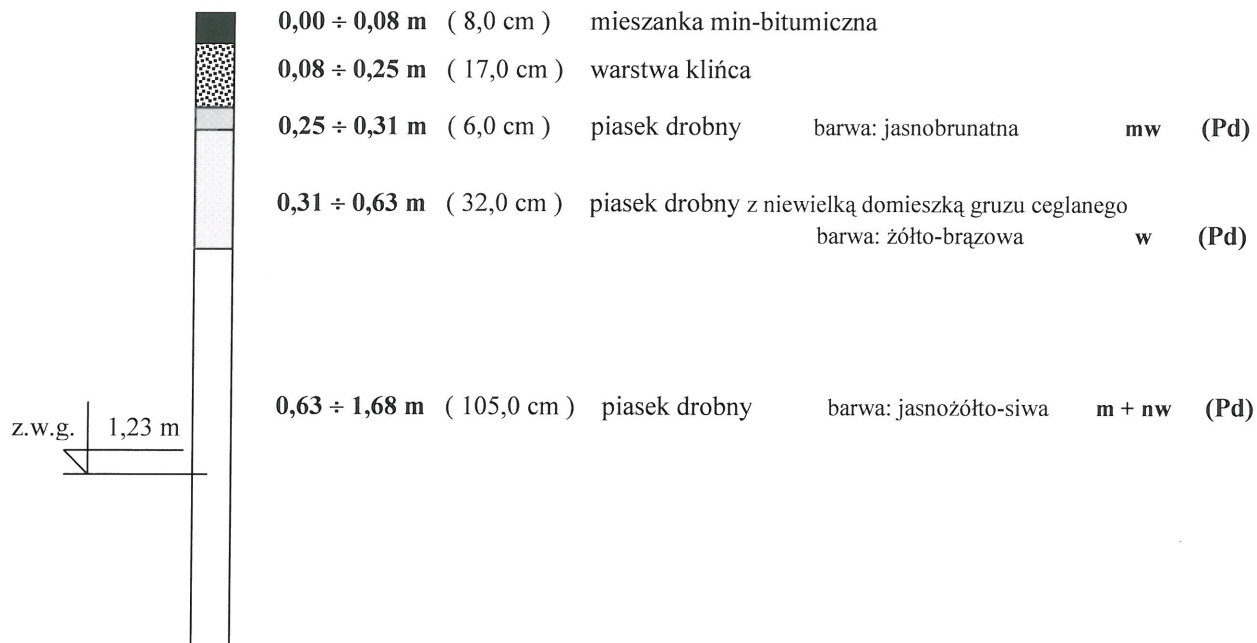 0,00 ÷ 0,08 m ( 8,0 cm ) mieszanka min-bitumiczna
0,08 ÷ 0,25 m ( 17,0 cm ) warstwa klińca
0,25 ÷ 0,31 m ( 6,0 cm ) piasek drobny barwa: jasnobrunatna mw (Pd)
0,31 ÷ 0,63 m ( 32,0 cm ) piasek drobny z niewielką domieszką gruzu ceglanego
barwa: żółto-brązowa w (Pd)
0,63 ÷ 1,68 m ( 105,0 cm ) piasek drobny barwa: jasnożółto-siwa m + nw (Pd)
z.w.g. 1,23 m